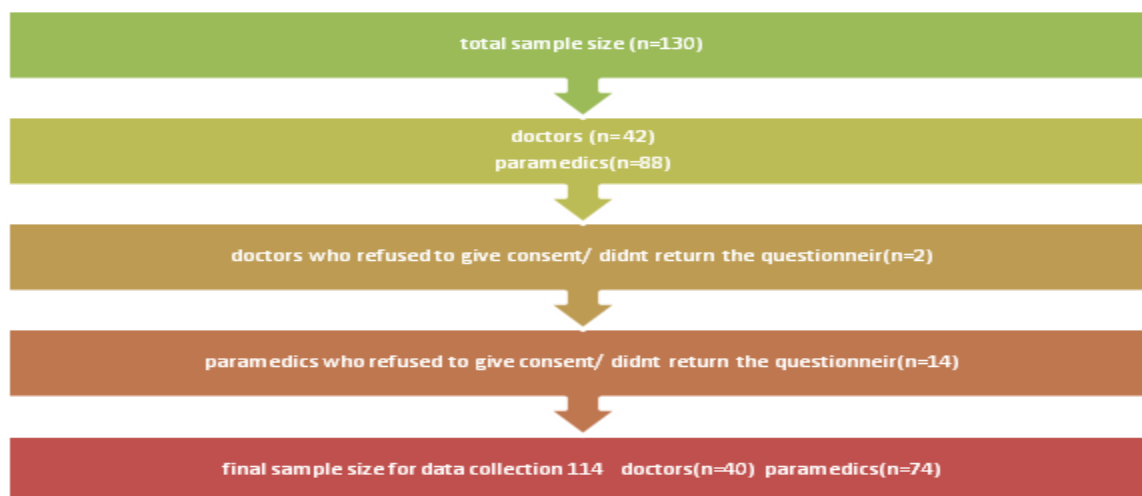 total sample size (n=130)
doctors (n=42)
paramedics(n=88)
doctors who refused to give consent/ didnt return the questionneir(n=2)
paramedics who refused to give consent/ didnt return the questionneir(n=14)
final sample size for data collection 114 doctors(n=40) paramedics(n=74)